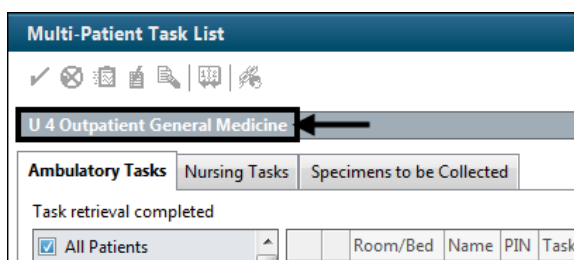 Multi-Patient Task List
U 4 Outpatient General Medicine
Ambulatory Tasks Nursing Tasks Specimens to be Collected
Task retrieval completed
All Patients Room/Bed Name PIN Task